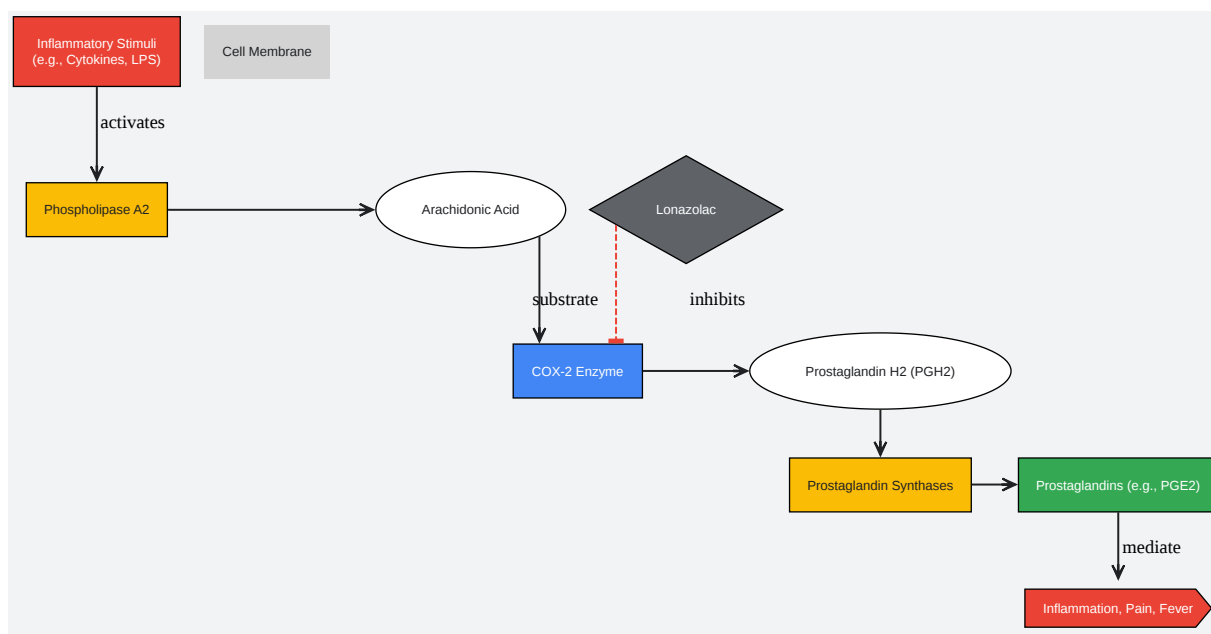 Inflammatory Stimuli
(e.g., Cytokines, LPS)
Cell Membrane
activates
Phospholipase A2
Arachidonic Acid
Lonazolac
substrate
inhibits
COX-2 Enzyme
Prostaglandin H2 (PGH2)
Prostaglandin Synthases
Prostaglandins (e.g., PGE2)
mediate
Inflammation, Pain, Fever